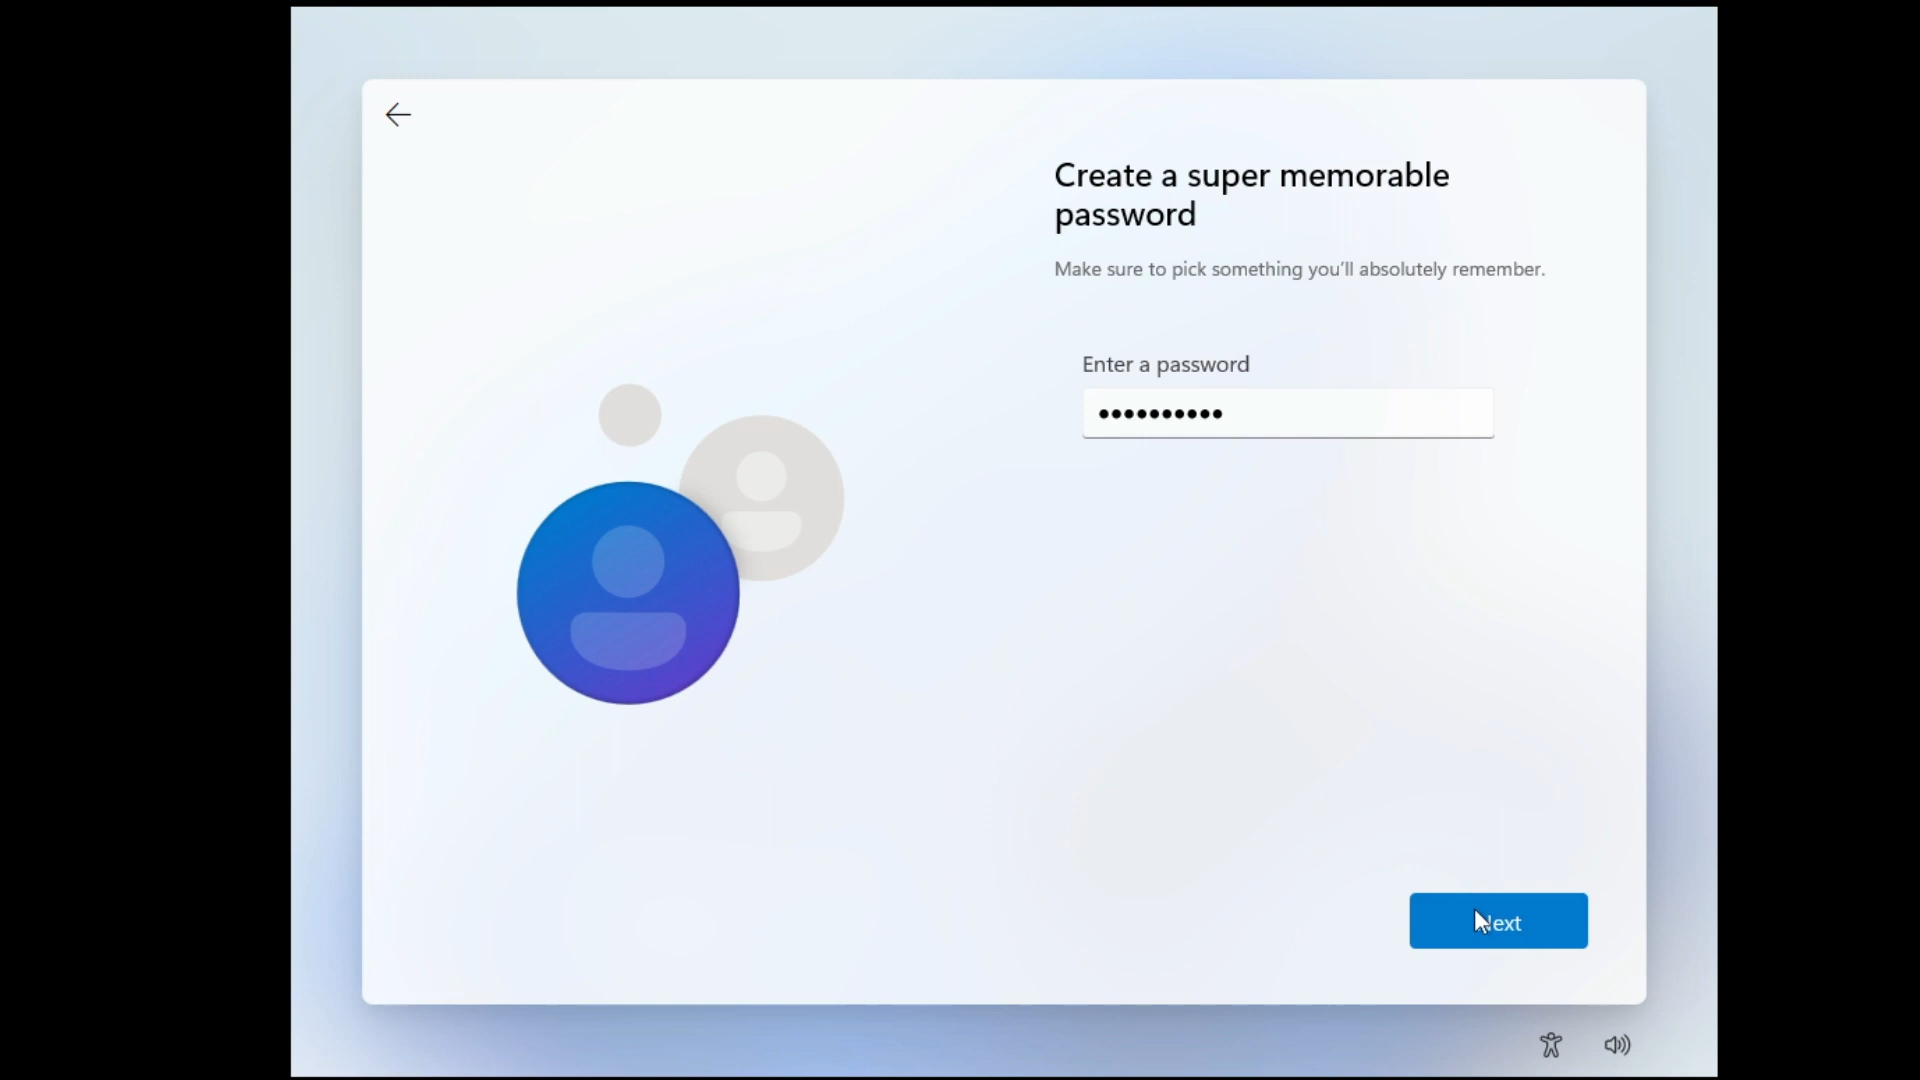 Create a super memorable
password
Make sure to pick something you'll absolutely remember.
Enter a password
••••••••••
Next